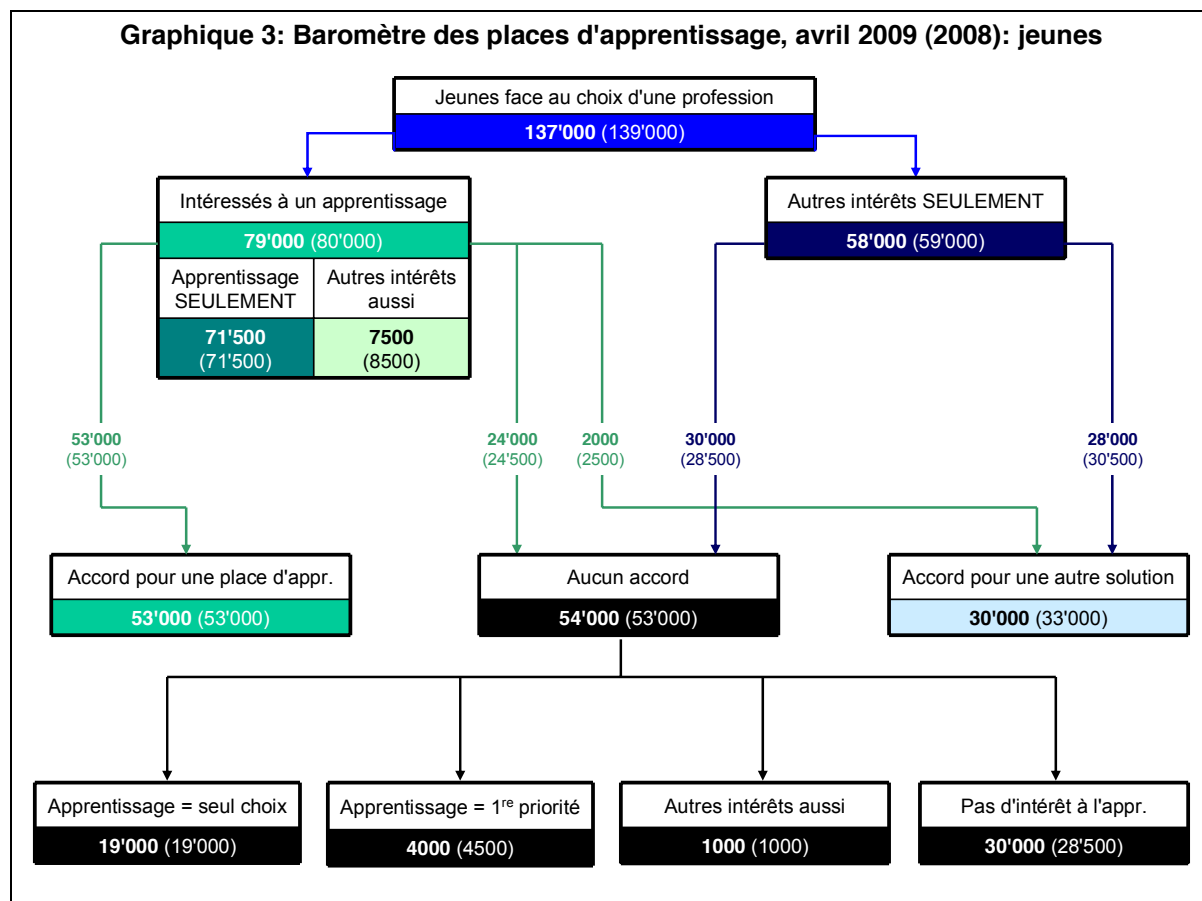 Graphique 3: Baromètre des places d'apprentissage, avril 2009 (2008): jeunes
Jeunes face au choix d'une profession
137'000 (139'000)
Intéressés à un apprentissage
79'000 (80'000)
Apprentissage
SEULEMENT
71'500
(71'500)
Autres intérêts
aussi
7500
(8500)
Autres intérêts SEULEMENT
58'000 (59'000)
53'000
(53'000)
24'000
(24'500)
2000
(2500)
30'000
(28'500)
28'000
(30'500)
Accord pour une place d'appr.
53'000 (53'000)
Aucun accord
54'000 (53'000)
Accord pour une autre solution
30'000 (33'000)
Apprentissage = seul choix
19'000 (19'000)
Apprentissage = 1re priorité
4000 (4500)
Autres intérêts aussi
1000 (1000)
Pas d'intérêt à l'appr.
30'000 (28'500)